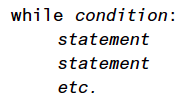 while condition:
    statement
    statement
    etc.